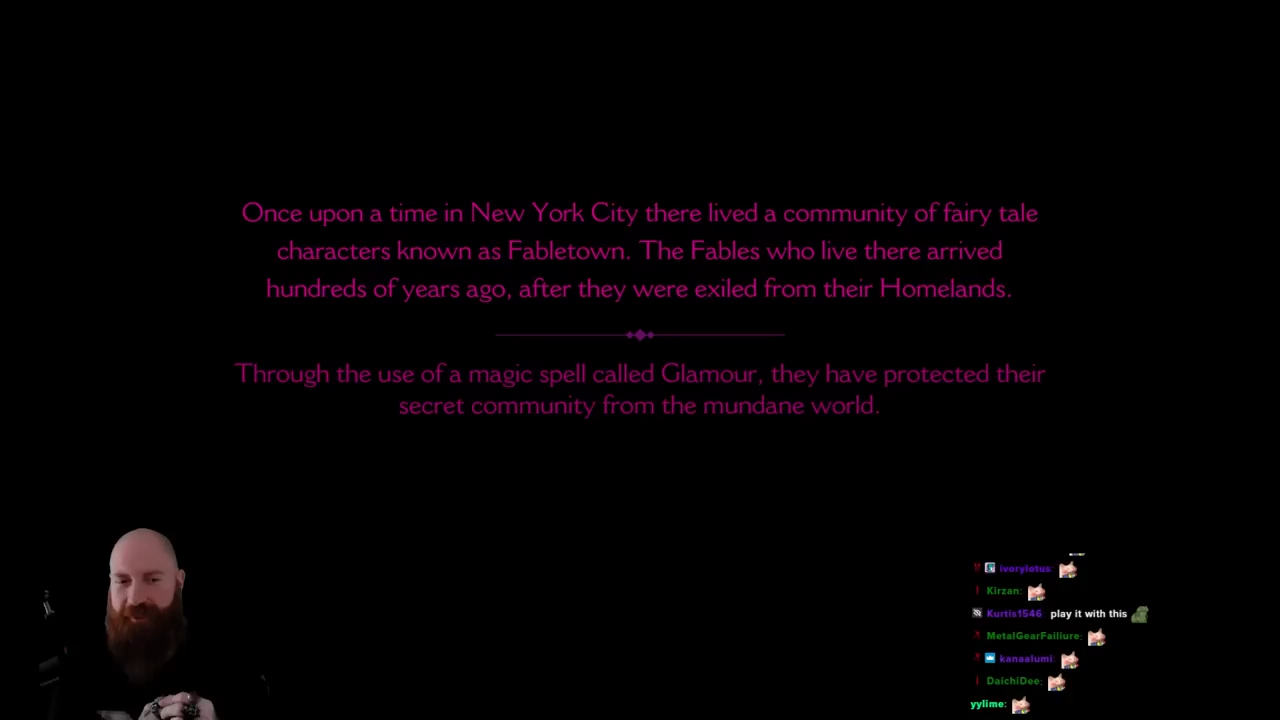 Once upon a time in New York City there lived a community of fairy tale
characters known as Fabletown. The Fables who live there arrived
hundreds of years ago, after they were exiled from their Homelands.
Through the use of a magic spell called Glamour, they have protected their
secret community from the mundane world.
ivorylotus:
Kirzan:
Kurtis1546 play it with this
MetalGearFailiure:
kanaalumi:
DaichiDee:
yylime: